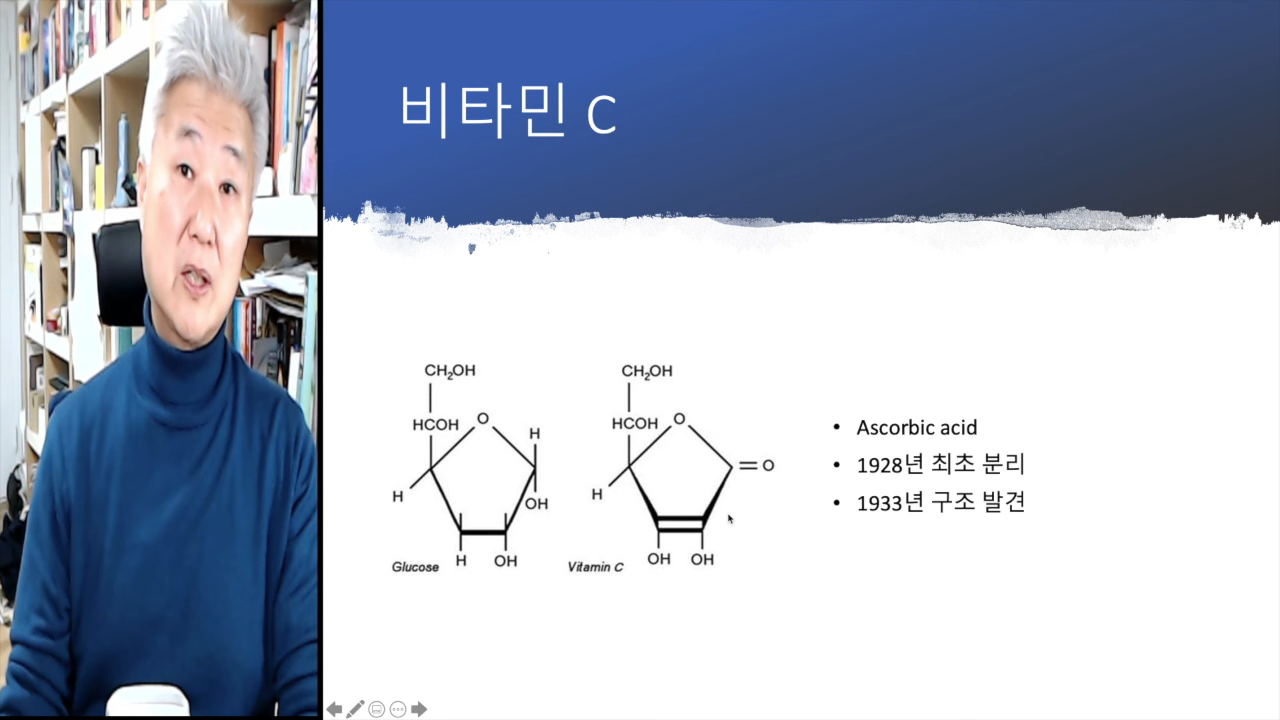 비타민 C
CH₂OH
HCOH
O
H
H
OH
H
OH
Glucose
CH₂OH
HCOH
O
=O
H
OH
OH
Vitamin C
• Ascorbic acid
• 1928년 최초 분리
• 1933년 구조 발견